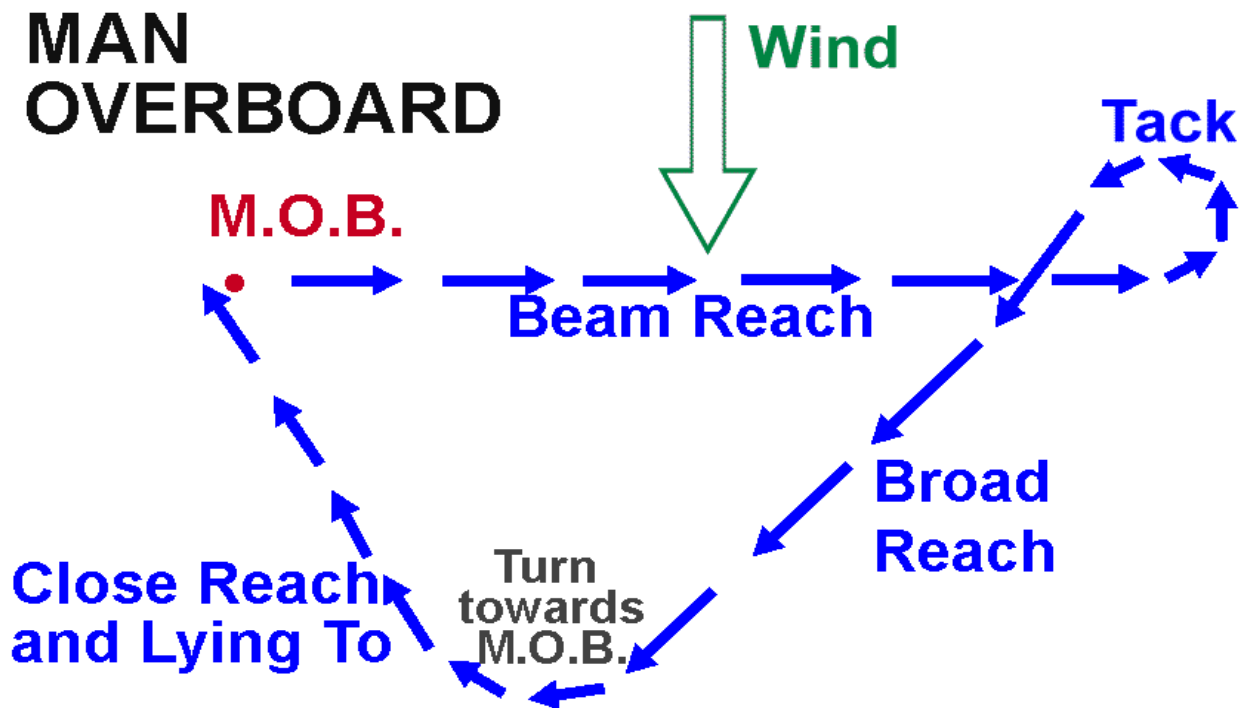 MAN
OVERBOARD
Wind
Tack
M.O.B.
Beam Reach
Broad
Reach
Turn
towards
M.O.B.
Close Reach
and Lying To